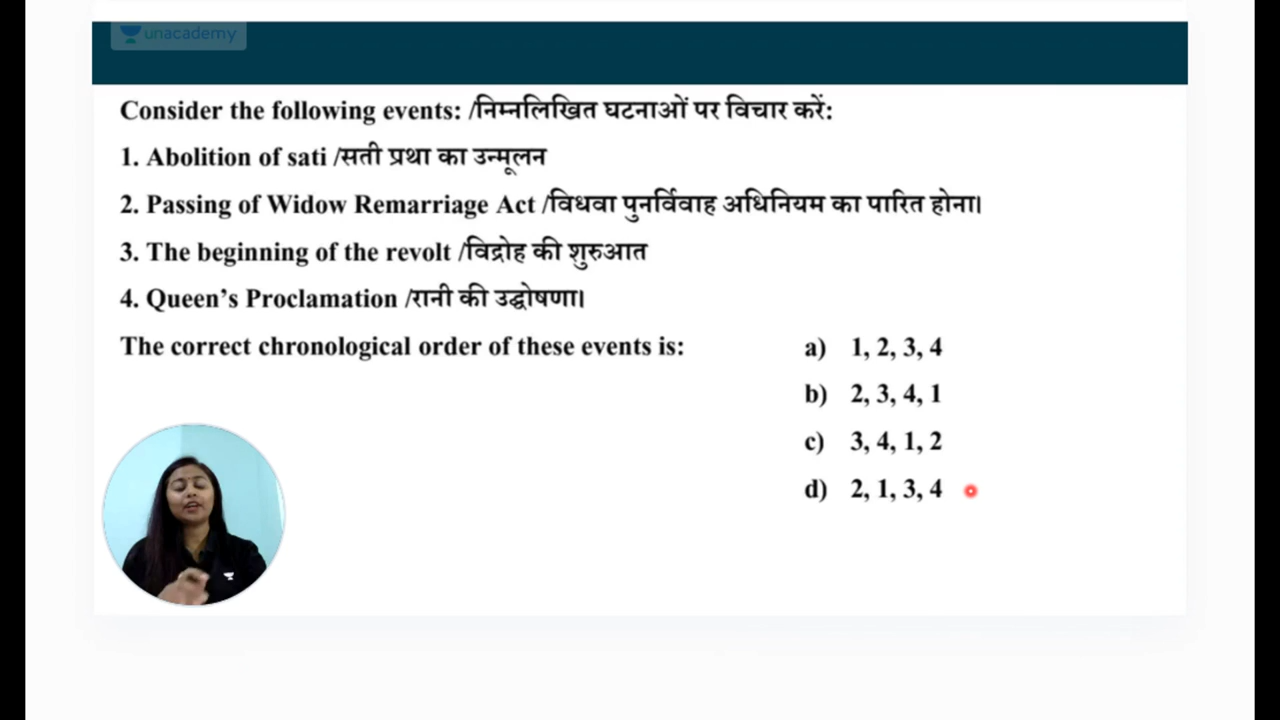 unacademy
Consider the following events: /निम्नलिखित घटनाओं पर विचार करें:
1. Abolition of sati /सती प्रथा का उन्मूलन
2. Passing of Widow Remarriage Act /विधवा पुनर्विवाह अधिनियम का पारित होना।
3. The beginning of the revolt /विद्रोह की शुरुआत
4. Queen’s Proclamation /रानी की उद्घोषणा।
The correct chronological order of these events is: a) 1, 2, 3, 4
b) 2, 3, 4, 1
c) 3, 4, 1, 2
d) 2, 1, 3, 4